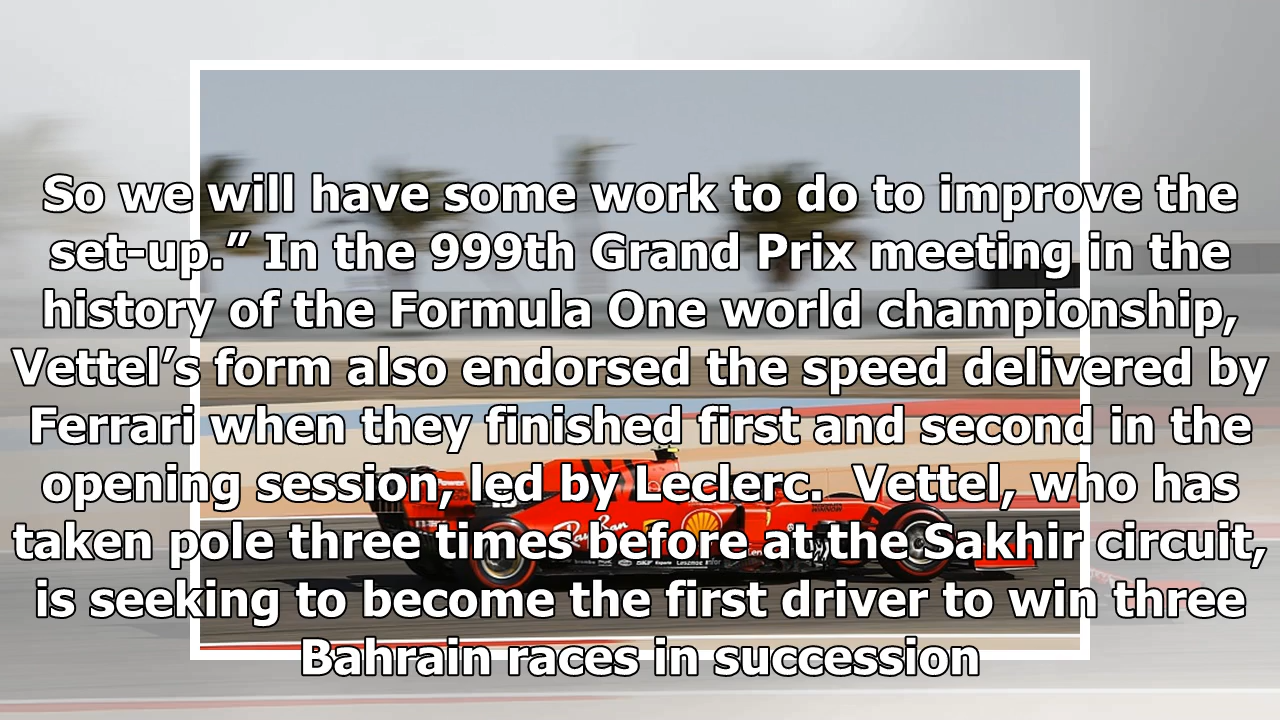 So we will have some work to do to improve the
set-up.” In the 999th Grand Prix meeting in the
history of the Formula One world championship,
Vettel’s form also endorsed the speed delivered by
Ferrari when they finished first and second in the
opening session, led by Leclerc.  Vettel, who has
taken pole three times before at the Sakhir circuit,
is seeking to become the first driver to win three
Bahrain races in succession